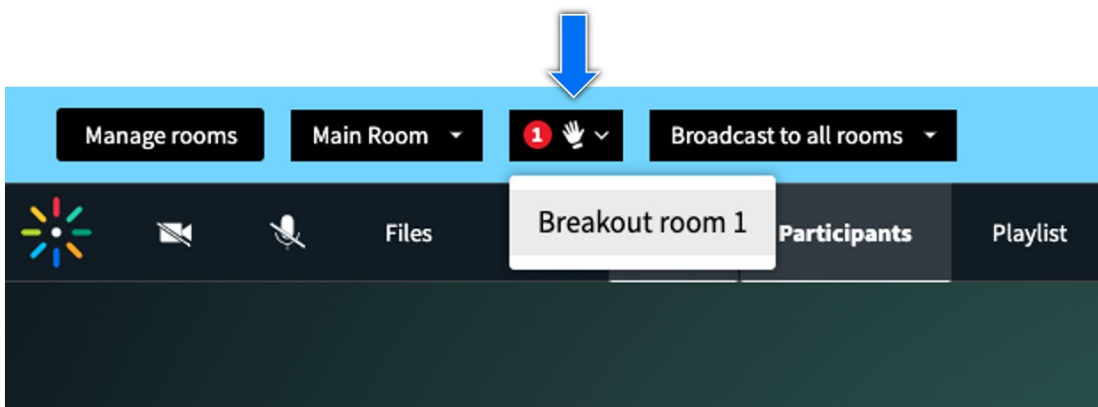 Manage rooms
Main Room
1
Broadcast to all rooms
Breakout room 1
Files
Participants
Playlist